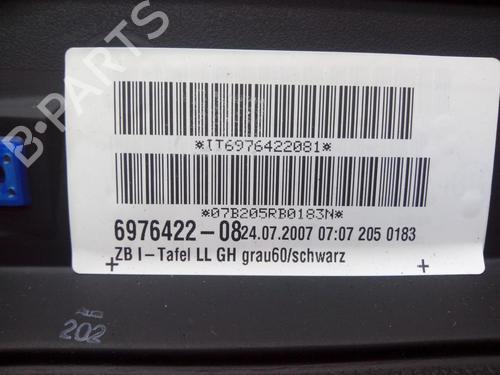 *IT6976422081*
*07B205RB0183N*
6976422-08 24.07.2007 07:07 205 0183
ZB I-Tafel LL GH grau60/schwarz
202
B-PARTS